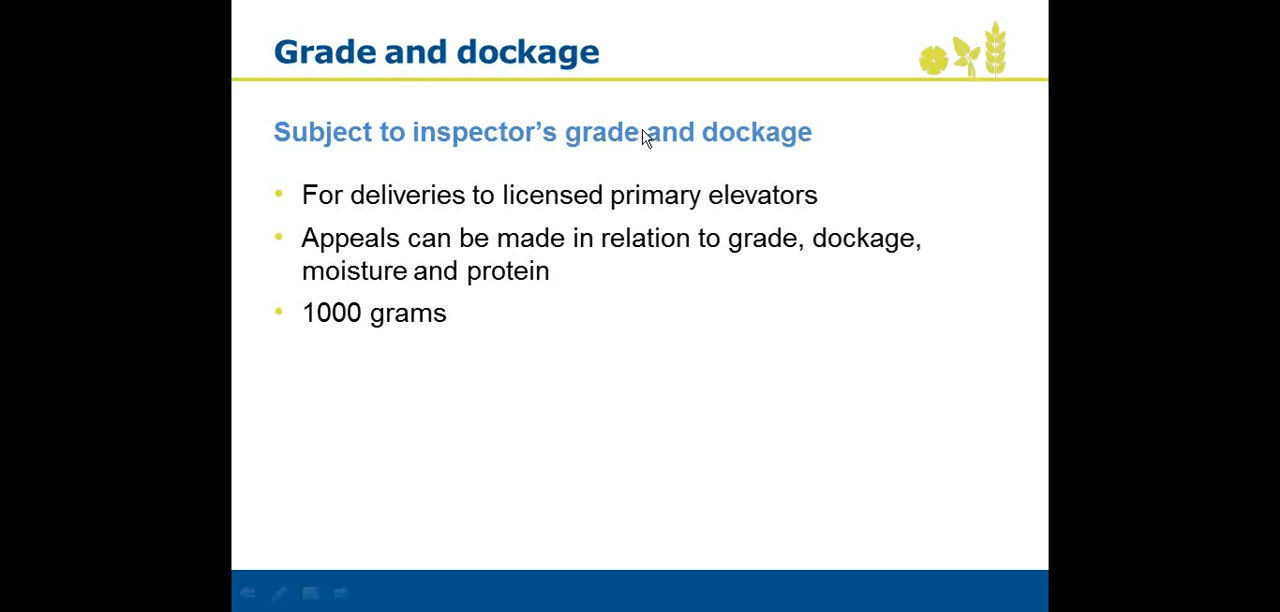 Grade and dockage
Subject to inspector's grade and dockage
• For deliveries to licensed primary elevators
• Appeals can be made in relation to grade, dockage,
moisture and protein
• 1000 grams